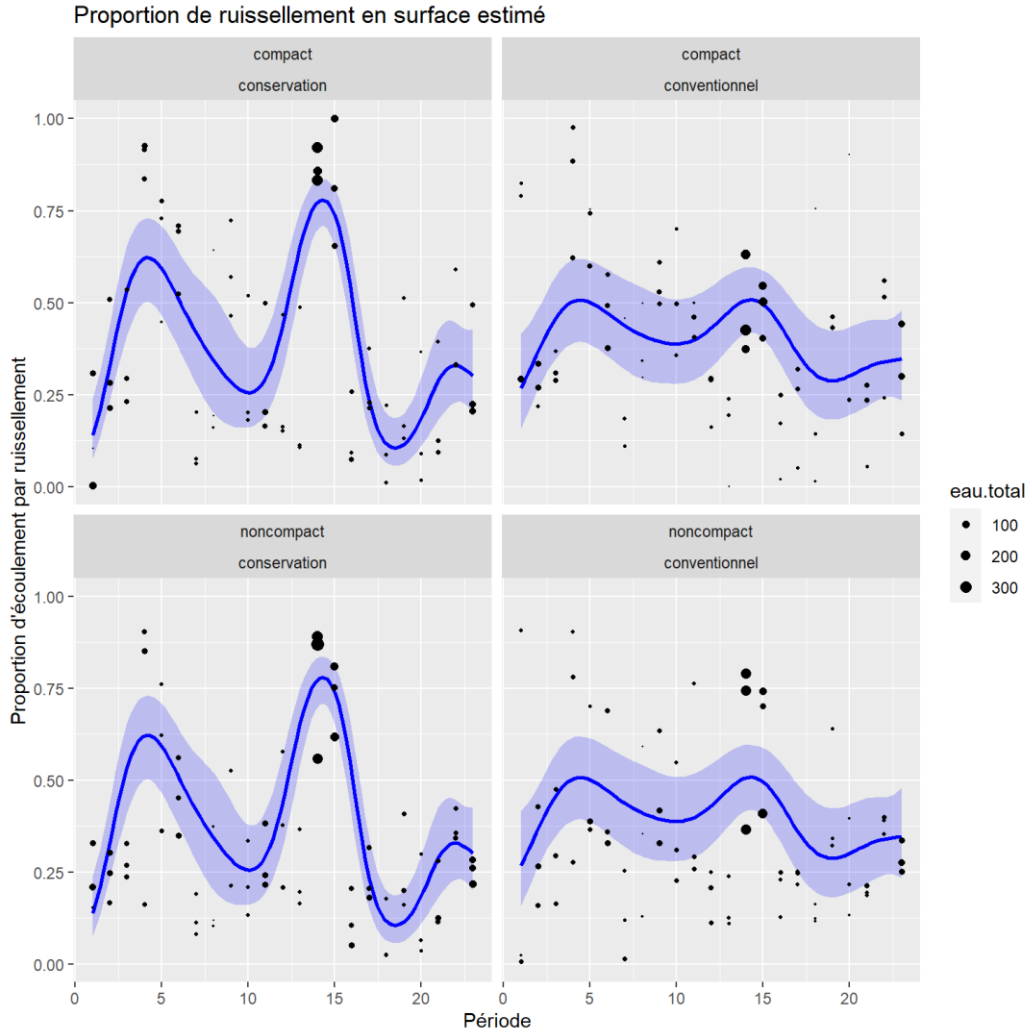 Proportion de ruissellement en surface estimé
compact
conservation
compact
conventionnel
1.00
0.75
0.50
0.25
0.00
noncompact
conservation
noncompact
conventionnel
1.00
0.75
0.50
0.25
0.00
0 5 10 15 20
0 5 10 15 20
Période
Proportion d'écoulement par ruissellement
eau.total
100
200
300